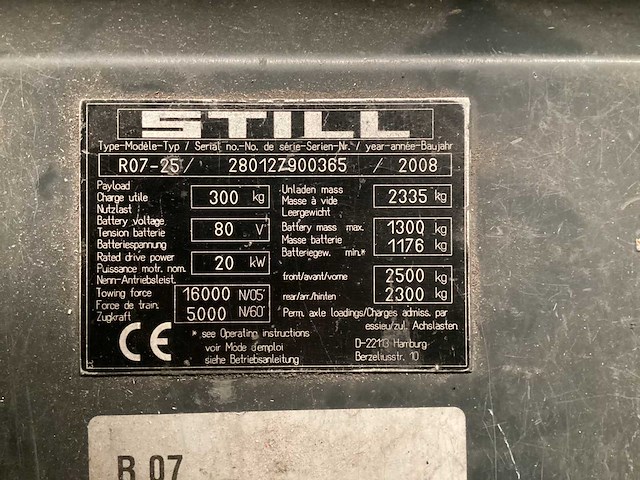 STILL
Type-Modèle-Typ / Serial no.-No. de série-Serien-Nr. / year-année-Baujahr
R07-25 / 280127900365 / 2008
Payload
Charge utile 300 kg
Nutzlast
Battery voltage
Tension batterie 80 V
Batteriespannung
Rated drive power
Puissance motr. nom. 20 kW
Nenn-Antriebsleist.
Towing force 16000 N/05'
Force de train. 5000 N/60'
Zugkraft
Unladen mass
Masse à vide 2335 kg
Leergewicht
Battery mass max. 1300 kg
Masse batterie 1176 kg
Batteriegew. min.*
front/avant/vorne 2500 kg
rear/arr./hinten 2300 kg
Perm. axle loadings/Charges admiss. par
essieu/zul. Achslasten
CE
* see Operating instructions
voir Mode d'emploi
siehe Betriebsanleitung
D-22113 Hamburg
Berzeliusstr. 10
R 07